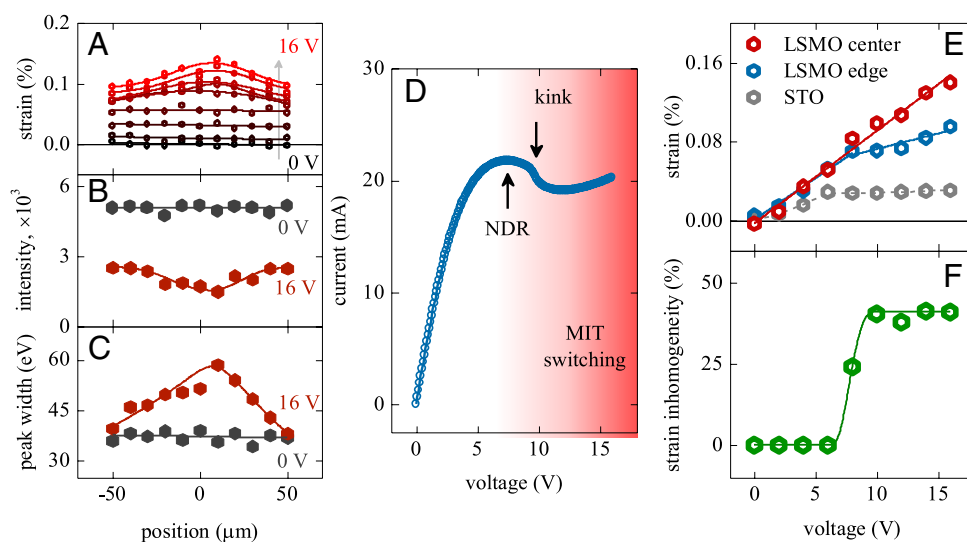 A
16 V
0 V
strain (%)
0.2
0.1
0.0
B
0 V
16 V
intensity, ×10³
6
3
0
C
16 V
0 V
peak width (eV)
60
45
30
-50
0
50
position (μm)
D
kink
NDR
MIT
switching
current (mA)
30
20
10
0
0
5
10
15
voltage (V)
E
LSMO center
LSMO edge
STO
strain (%)
0.16
0.08
0.00
F
strain inhomogeneity (%)
50
25
0
0
5
10
15
voltage (V)